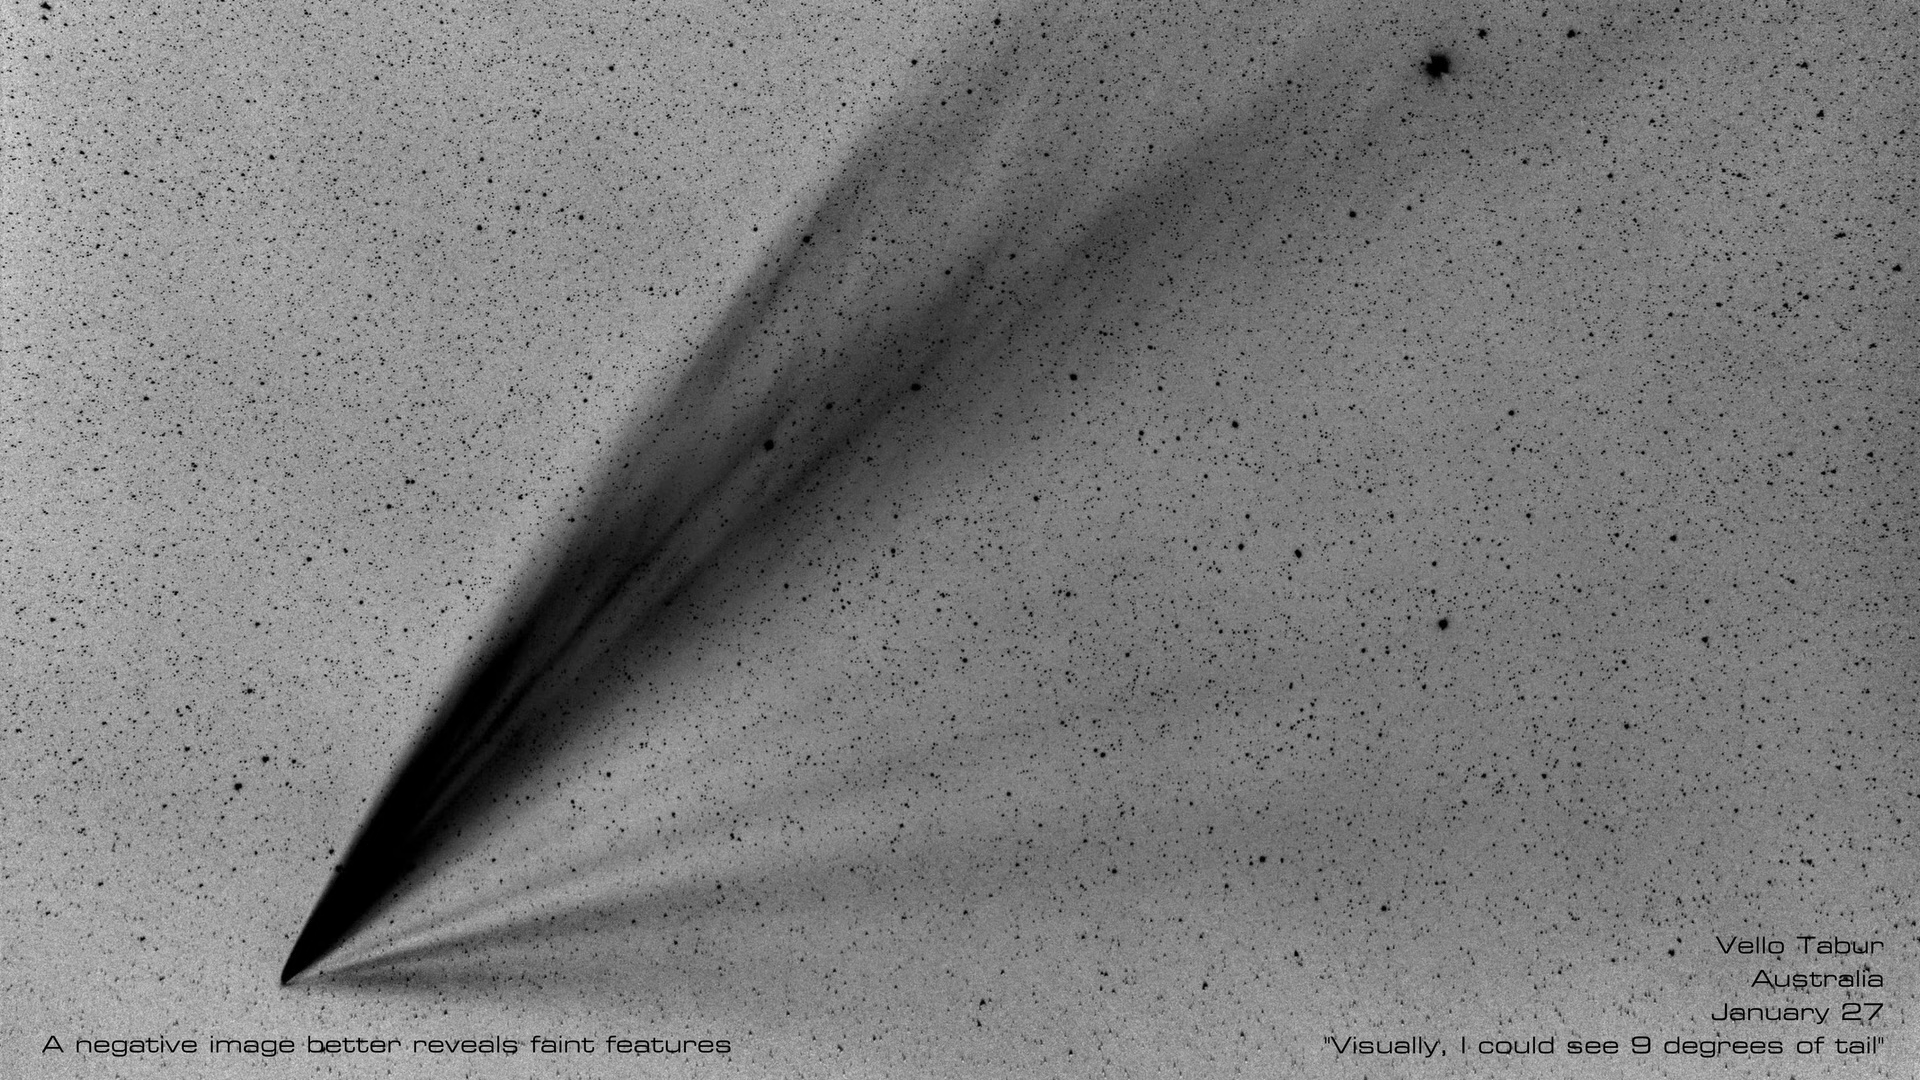 Vello Tabur
Australia
January 27
A negative image better reveals faint features
"Visually, I could see 9 degrees of tail"